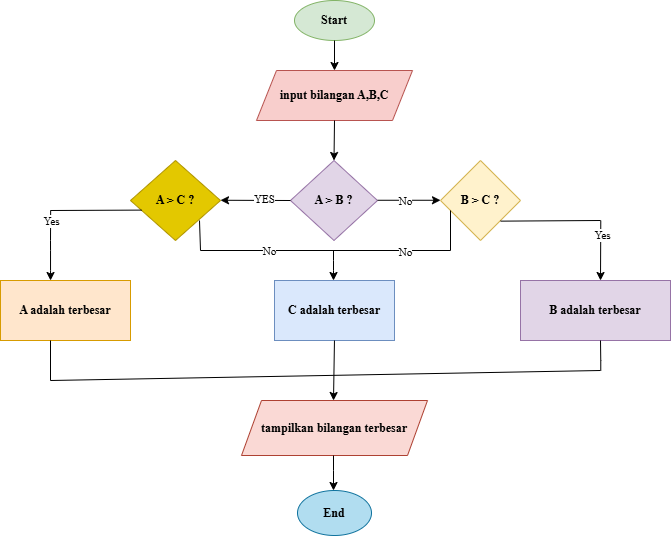 Start
input bilangan A,B,C
A > C ?
YES
A > B ?
No
B > C ?
Yes
Yes
No
No
A adalah terbesar
C adalah terbesar
B adalah terbesar
tampilkan bilangan terbesar
End